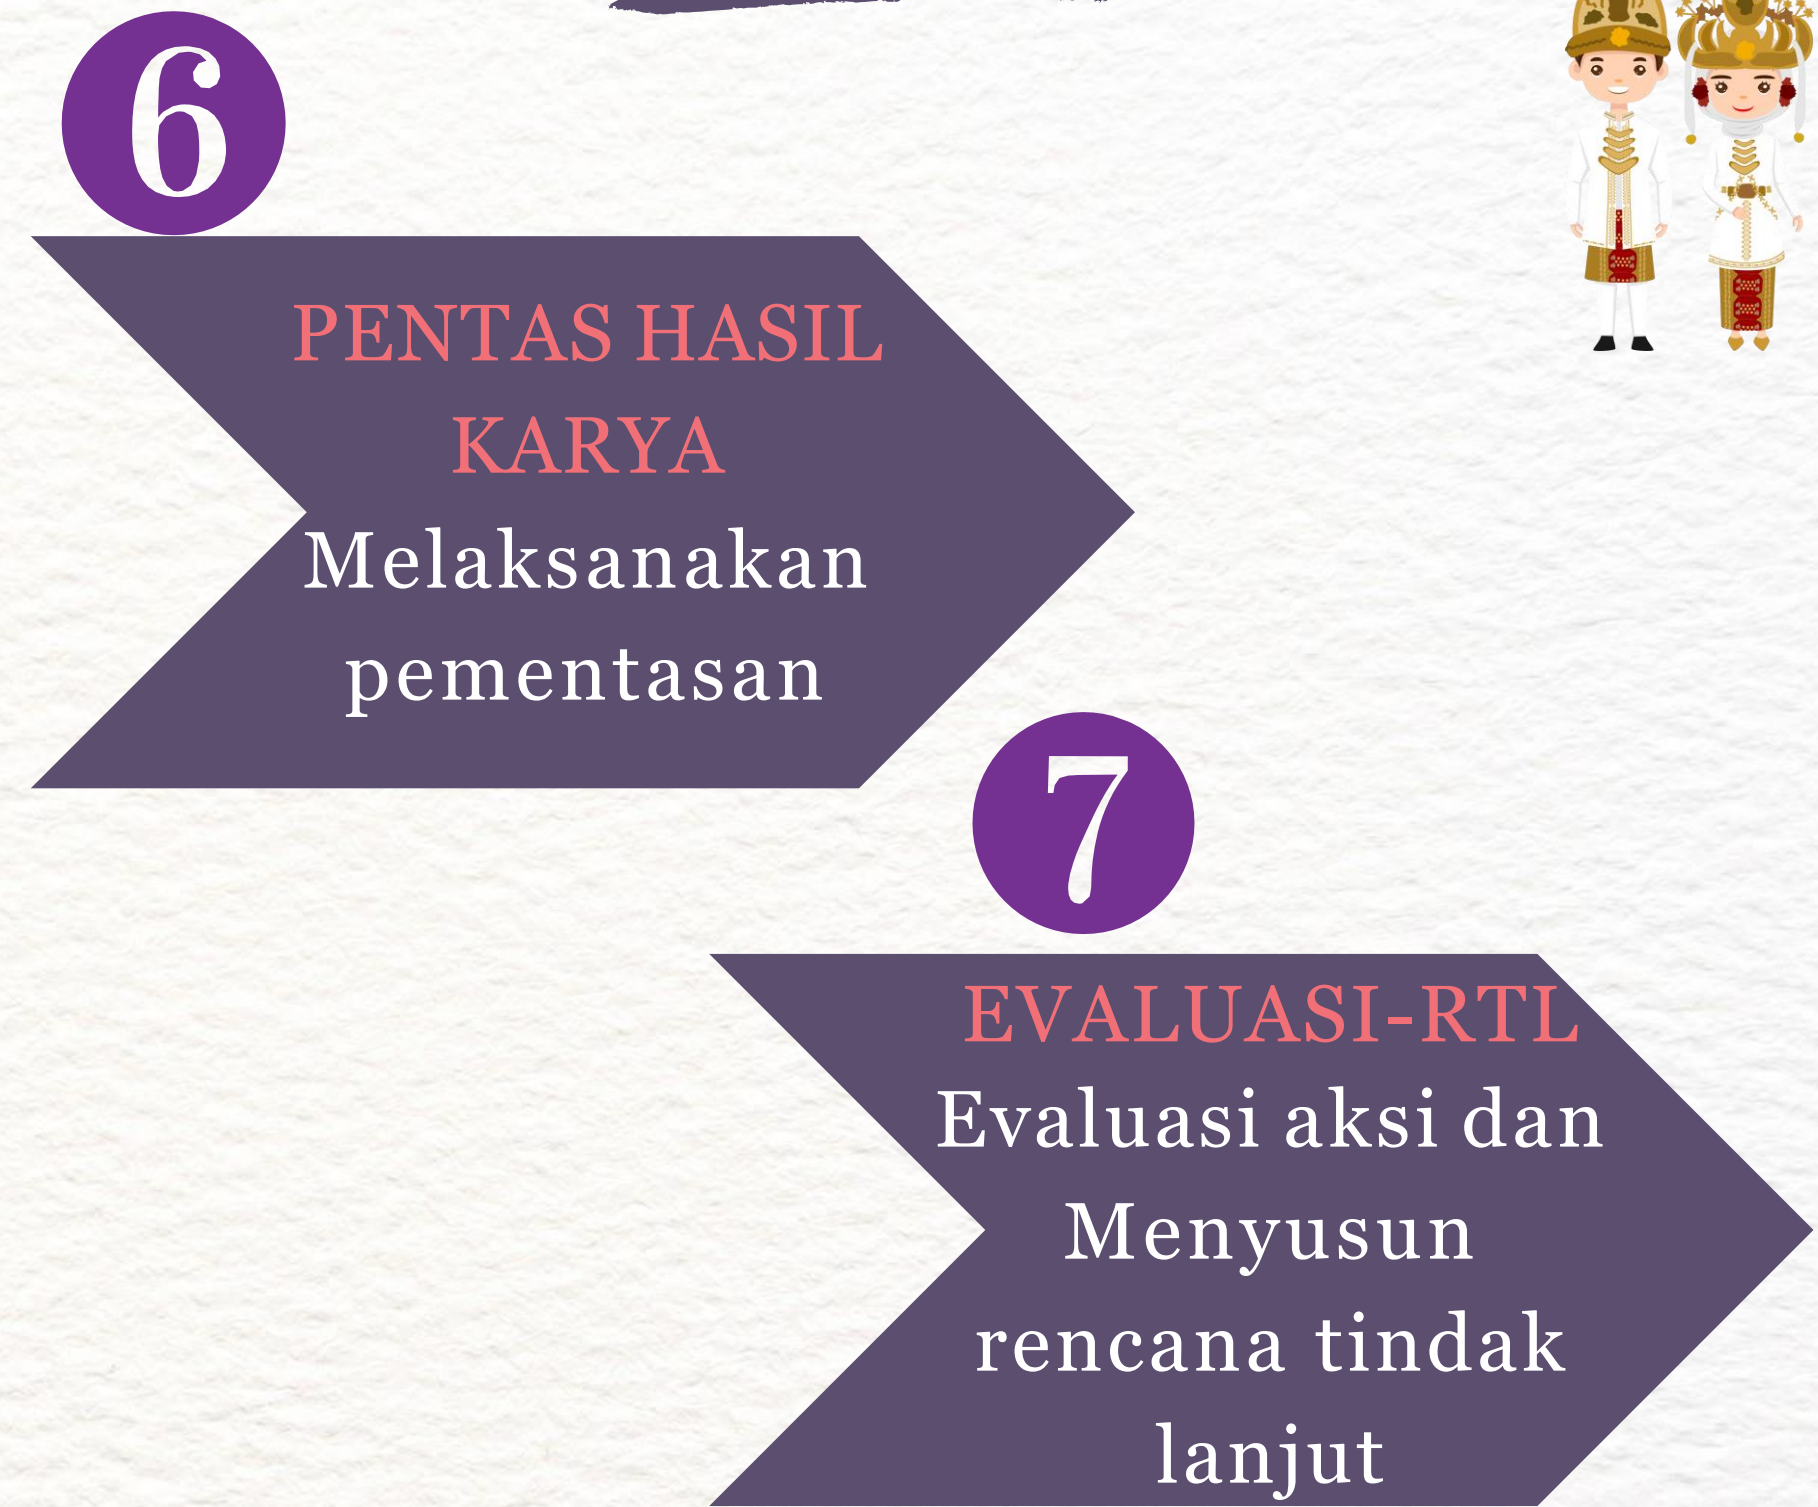 6
PENTAS HASIL
KARYA
Melaksanakan
pementasan
7
EVALUASI-RTL
Evaluasi aksi dan
Menyusun
rencana tindak
lanjut